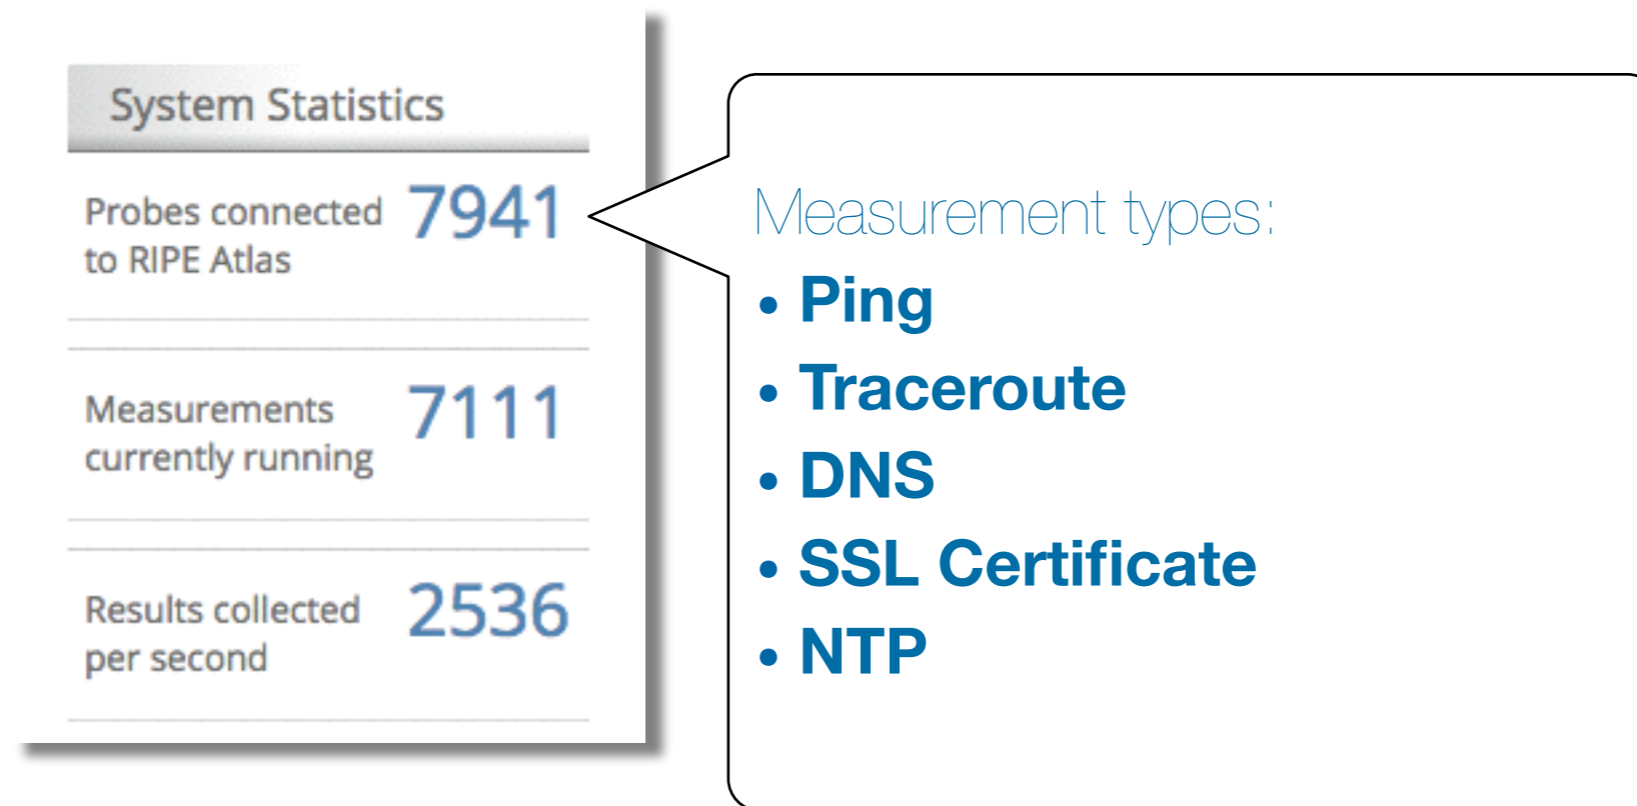 System Statistics
Probes connected
to RIPE Atlas
7941
Measurements
currently running
7111
Results collected
per second
2536
Measurement types:
• Ping
• Traceroute
• DNS
• SSL Certificate
• NTP